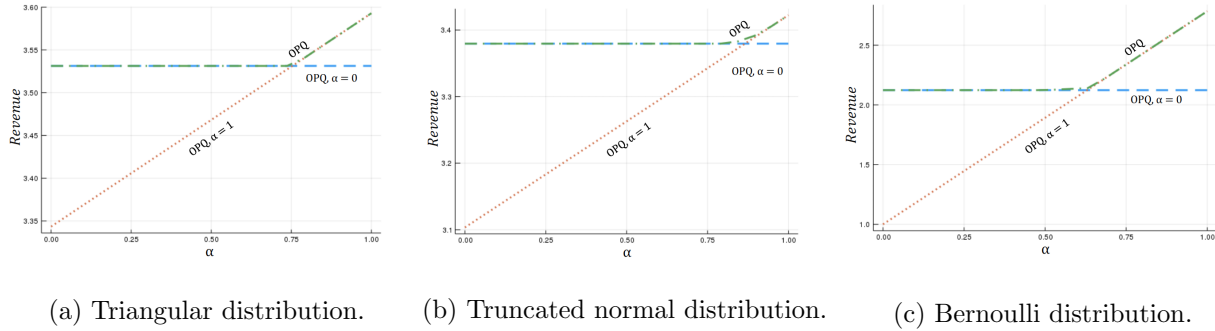 3.60
3.55
3.50
3.45
3.40
3.35
Revenue
OPQ
OPQ, α = 0
OPQ, α = 1
0.00 0.25 0.50 0.75 1.00
α
(a) Triangular distribution.
3.4
3.3
3.2
3.1
Revenue
OPQ
OPQ, α = 0
OPQ, α = 1
0.00 0.25 0.50 0.75 1.00
α
(b) Truncated normal distribution.
2.5
2.0
1.5
1.0
Revenue
OPQ
OPQ, α = 0
OPQ, α = 1
0.00 0.25 0.50 0.75 1.00
α
(c) Bernoulli distribution.